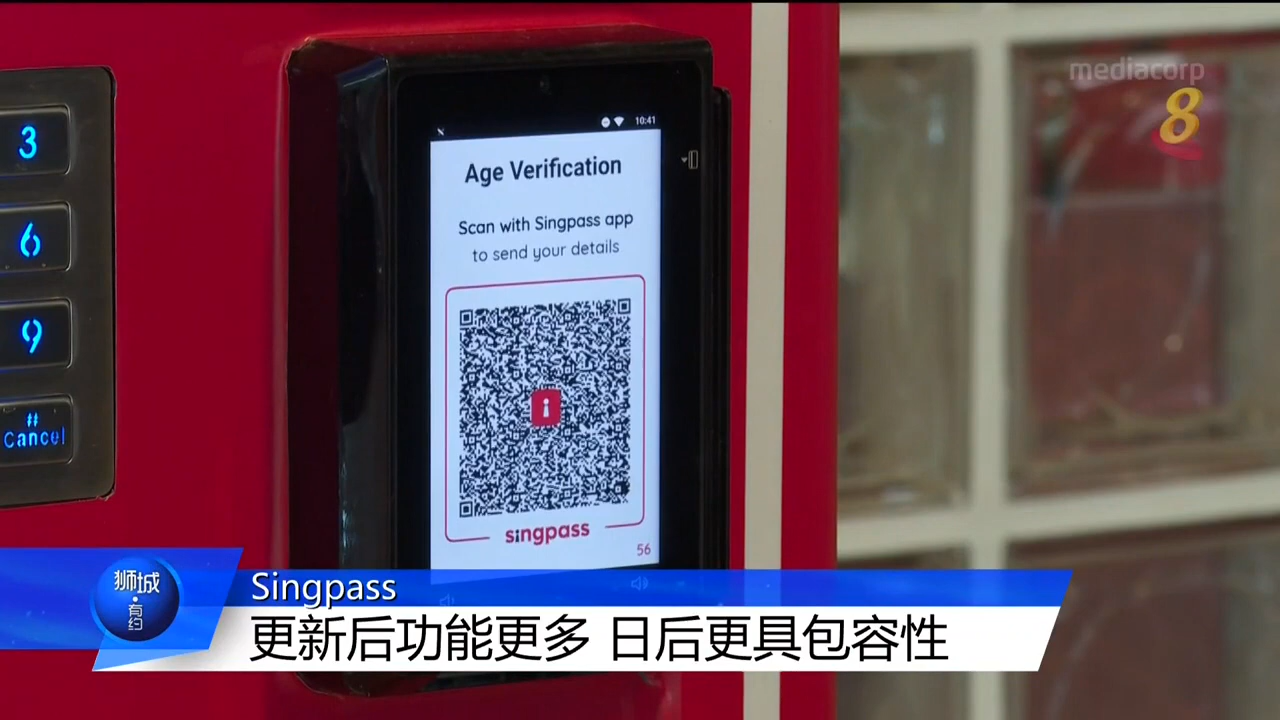 mediacorp
8
10:41
Age Verification
Scan with Singpass app
to send your details
singpass
56
3
6
9
#
Cancel
狮城
有约
Singpass
更新后功能更多 日后更具包容性